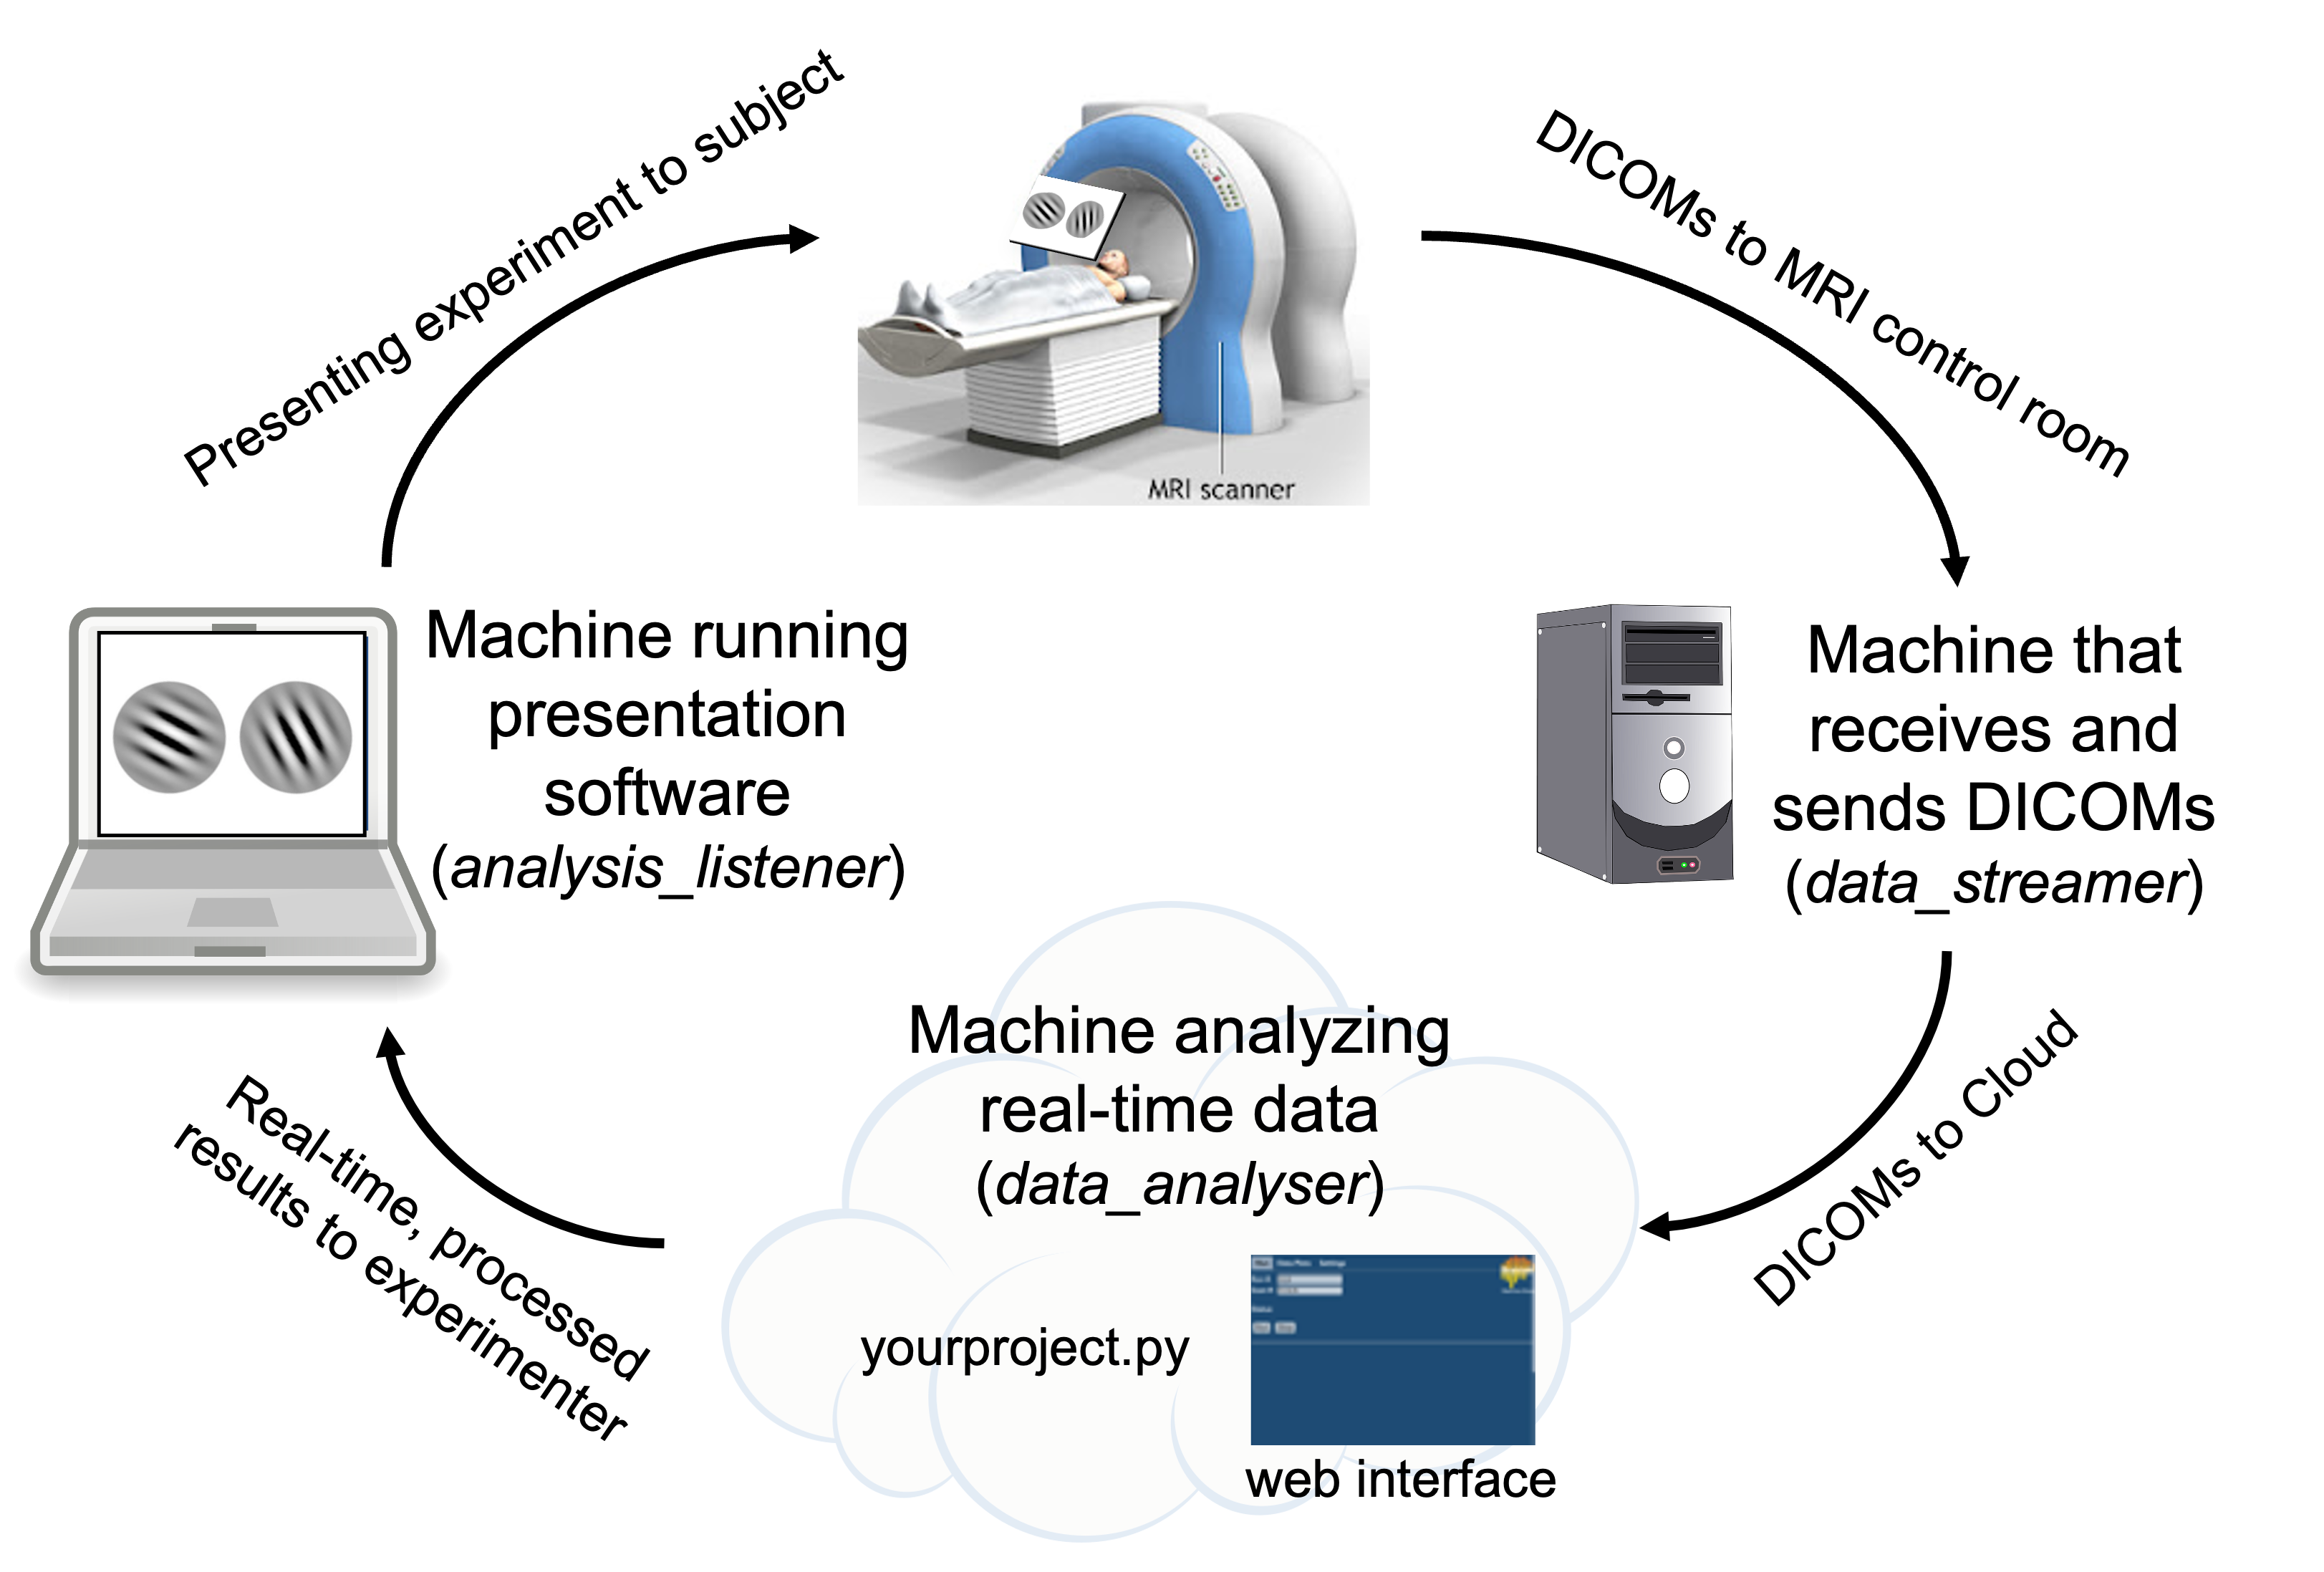 Presenting experiment to subject
DICOMs to MRI control room
MRI scanner
Machine running
presentation
software
(analysis_listener)
Machine that
receives and
sends DICOMs
(data_streamer)
Machine analyzing
real-time data
(data_analyser)
DICOMs to Cloud
Real-time, processed
results to experimenter
yourproject.py
web interface